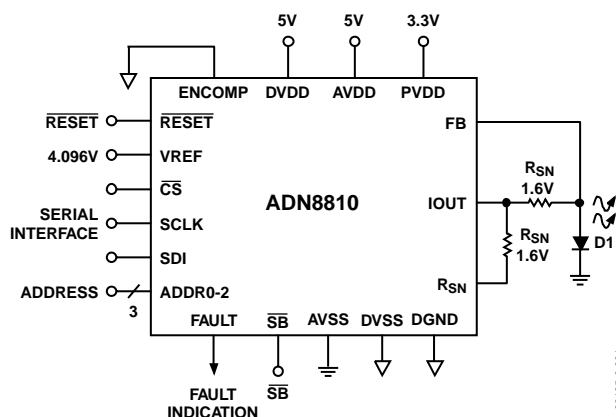 5V 5V 3.3V
ENCOMP DVDD AVDD PVDD
RESET RESET FB
4.096V VREF
RSN
1.6V
CS
ADN8810 IOUT
SERIAL
INTERFACE
SCLK
RSN
1.6V
D1
SDI
ADDRESS ADDR0-2 RSN
3
FAULT SB AVSS DVSS DGND
FAULT
INDICATION
SB